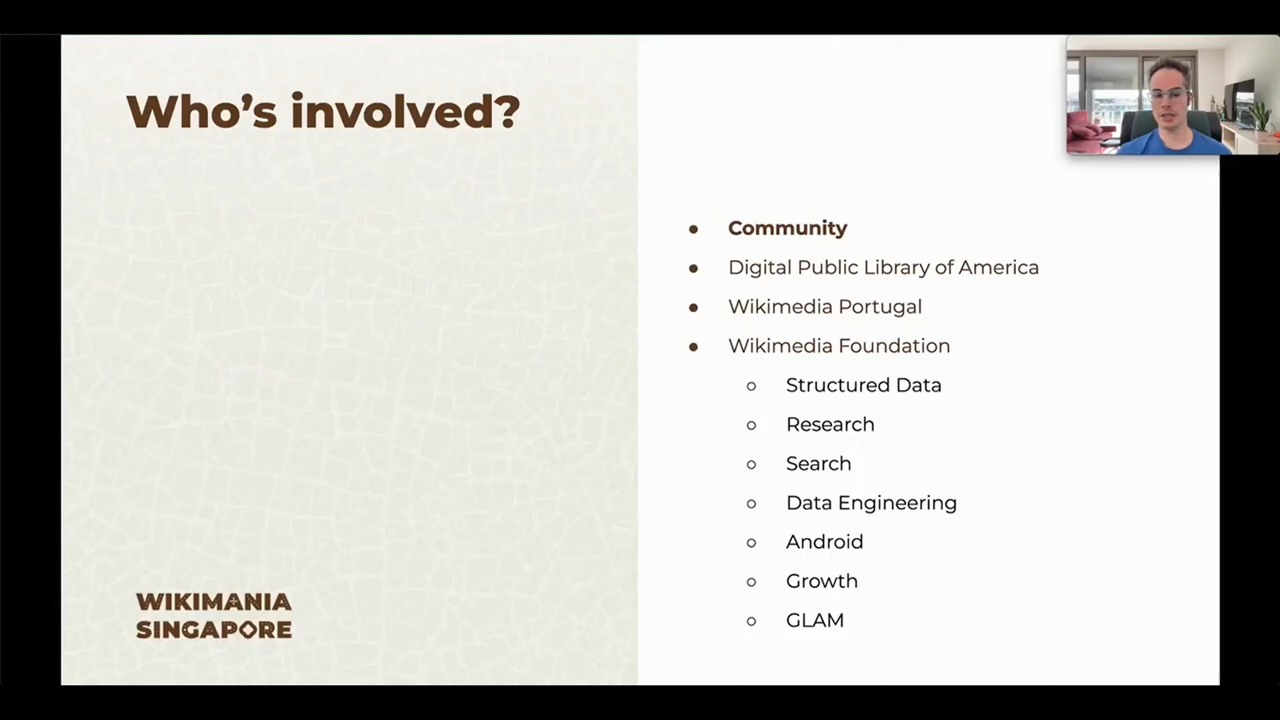 Who's involved?
Community
Digital Public Library of America
Wikimedia Portugal
Wikimedia Foundation
Structured Data
Research
Search
Data Engineering
Android
Growth
GLAM
WIKIMANIA
SINGAPORE